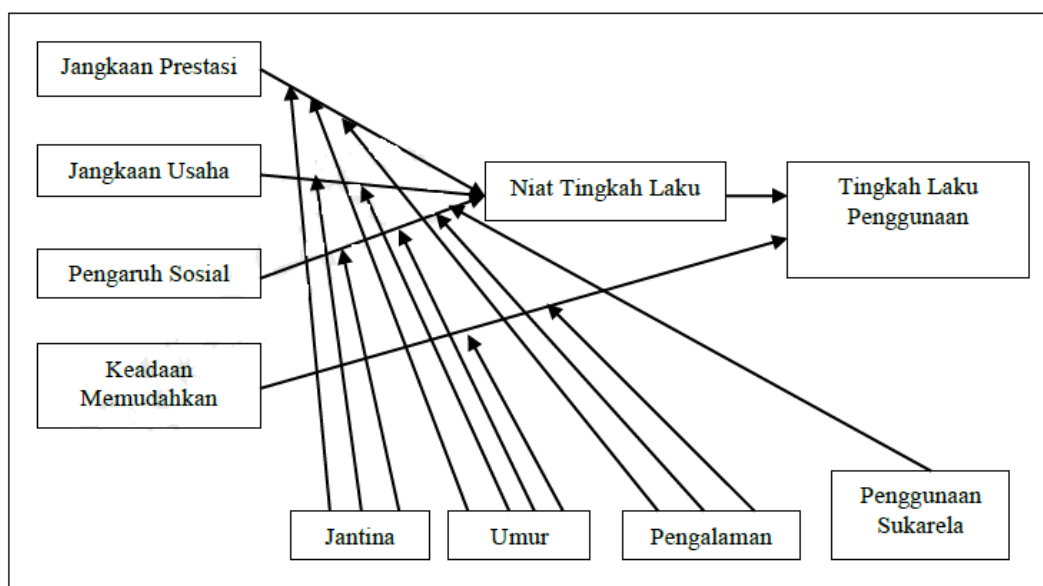 Jangkaan Prestasi
Jangkaan Usaha
Niat Tingkah Laku
Tingkah Laku
Penggunaan
Pengaruh Sosial
Keadaan
Memudahkan
Jantina
Umur
Pengalaman
Penggunaan
Sukarela